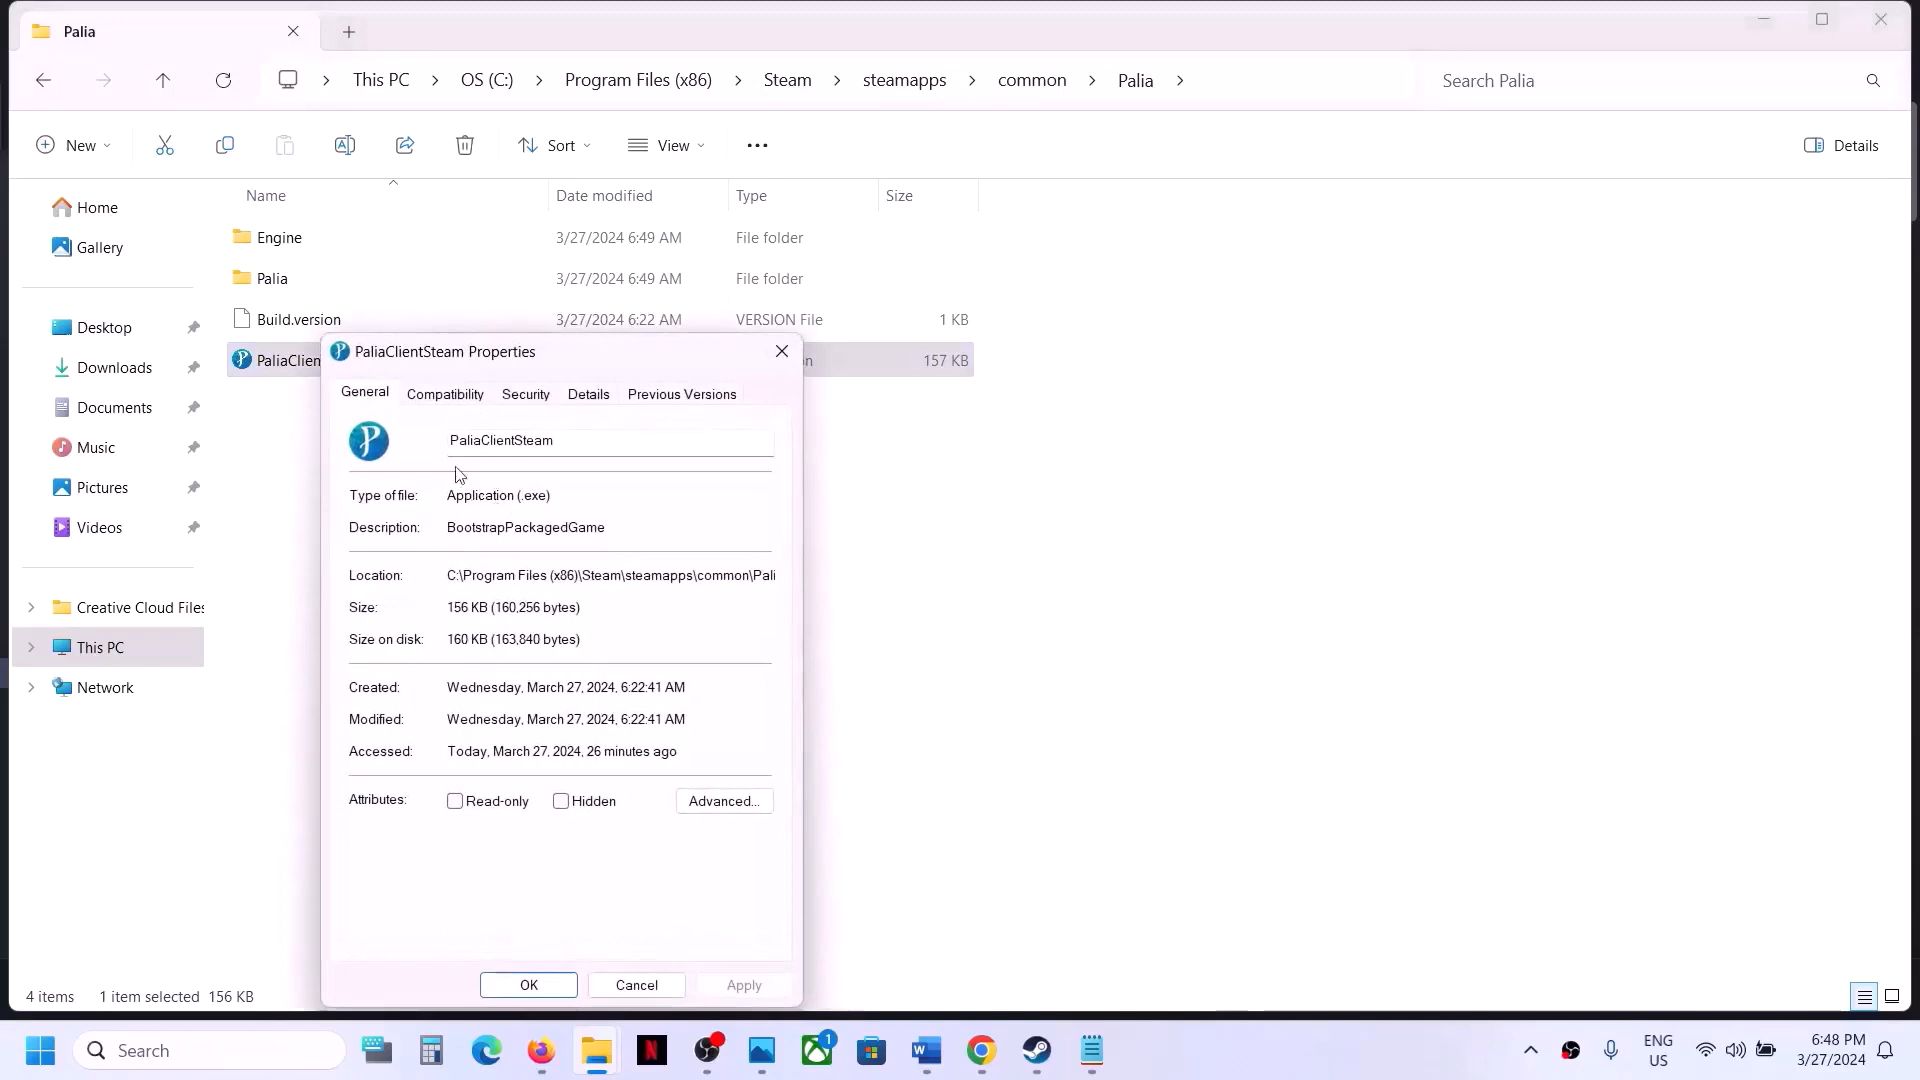 Palia
This PC
OS (C:)
Program Files (x86)
Steam
steamapps
common
Palia
Search Palia
New
Sort
View
Details
Name
Date modified
Type
Size
Home
Gallery
Desktop
Downloads
Documents
Music
Pictures
Videos
Creative Cloud Files
This PC
Network
Engine 3/27/2024 6:49 AM File folder
Palia 3/27/2024 6:49 AM File folder
Build.version 3/27/2024 6:22 AM VERSION File 1 KB
PaliaClien 157 KB
PaliaClientSteam Properties
General Compatibility Security Details Previous Versions
PaliaClientSteam
Type of file: Application (.exe)
Description: BootstrapPackagedGame
Location: C:\Program Files (x86)\Steam\steamapps\common\Pali
Size: 156 KB (160,256 bytes)
Size on disk: 160 KB (163,840 bytes)
Created: Wednesday, March 27, 2024, 6:22:41 AM
Modified: Wednesday, March 27, 2024, 6:22:41 AM
Accessed: Today, March 27, 2024, 26 minutes ago
Attributes: Read-only Hidden Advanced...
OK Cancel Apply
4 items 1 item selected 156 KB
Search
1
ENG
US
6:48 PM
3/27/2024